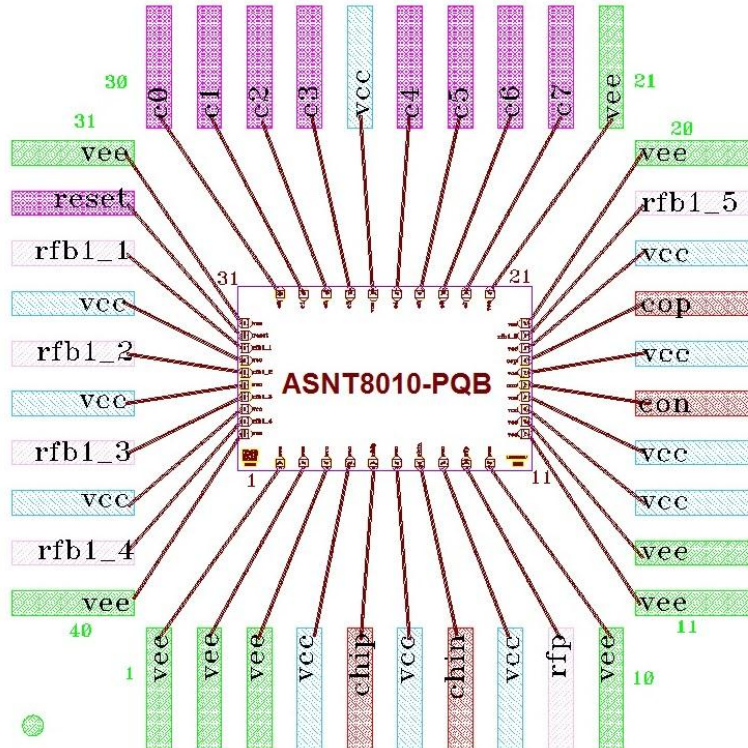 30
c0
c1
c2
c3
vcc
c4
c5
c6
c7
vee
21
31
vee
reset
rfb1_1
vcc
rfb1_2
vcc
rfb1_3
vcc
rfb1_4
vee
40
20
vee
rfb1_5
vcc
cop
vcc
con
vcc
vcc
vee
vee
11
31
21
ASNT8010-PQB
1
11
1
vee
vee
vee
vcc
chip
vcc
chin
vcc
rfp
vee
10